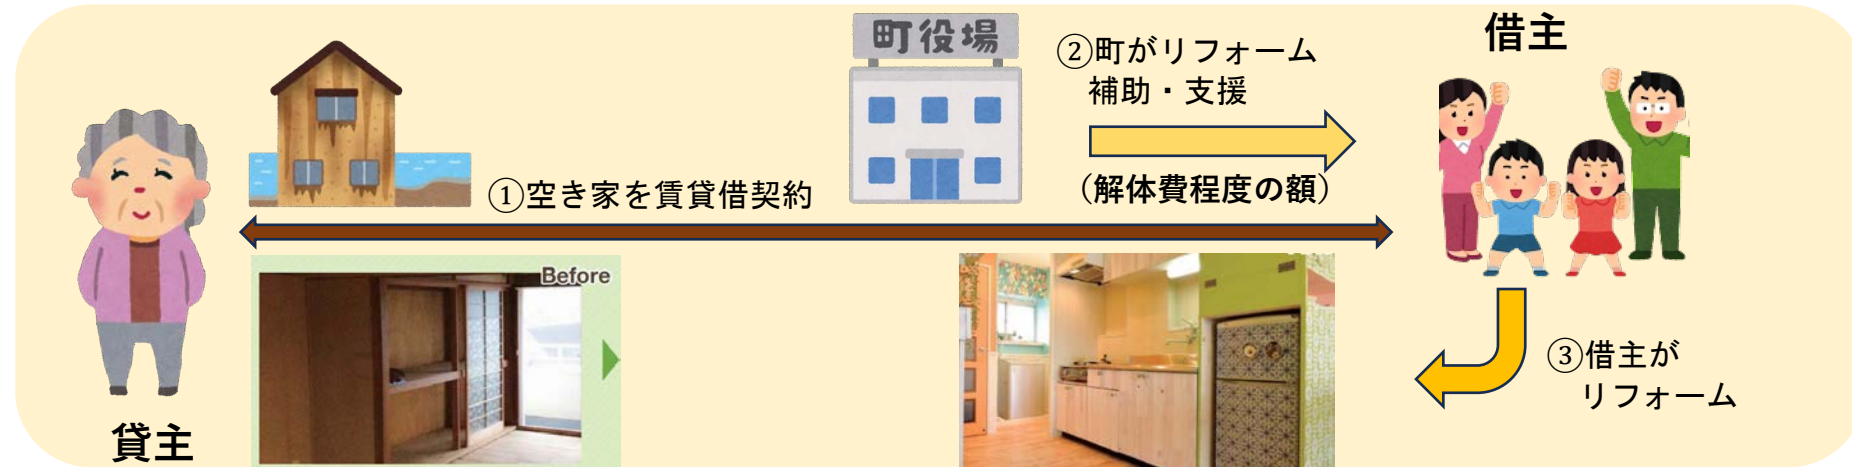 町役場
借主
②町がリフォーム
補助・支援
(解体費程度の額)
①空き家を賃貸借契約
Before
③借主が
リフォーム
貸主